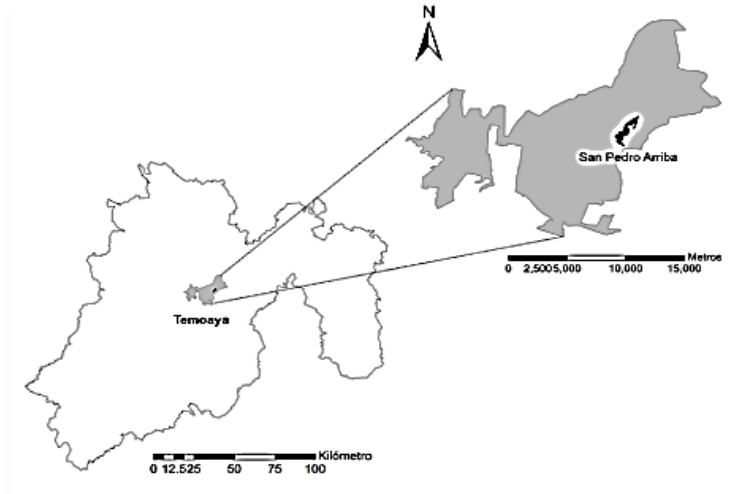 N
San Pedro Arriba
Metros
0 2,5005,000 10,000 15,000
Temoaya
Kilómetro
0 12.525 50 75 100